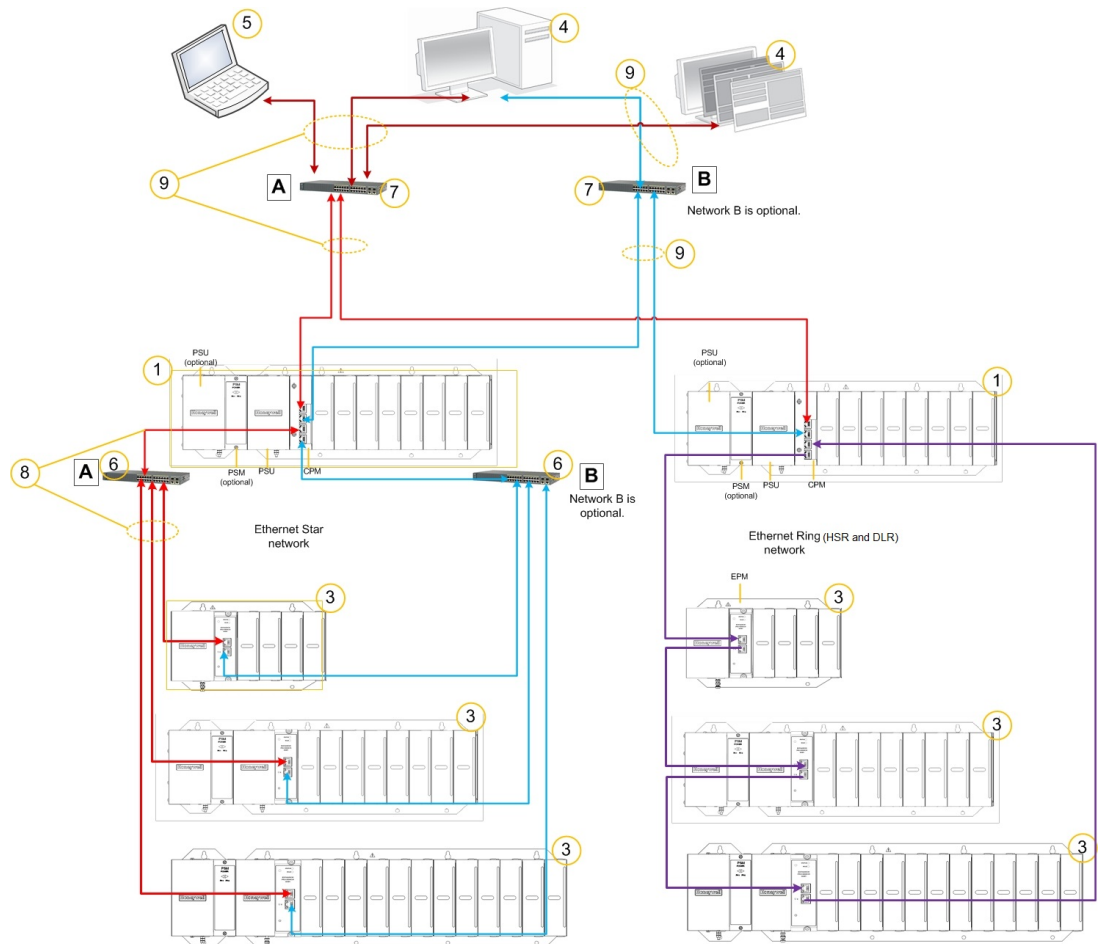 5
4
4
9
9
A
7
7
B
Network B is optional.
9
PSU
(optional)
1
PSU
(optional)
1
PSM
(optional)
PSU
CPM
PSM
(optional)
PSU
CPM
8
A
6
6
B
Network B is
optional.
Ethernet Star
network
Ethernet Ring (HSR and DLR)
network
EPM
3
3
3
3
3
3